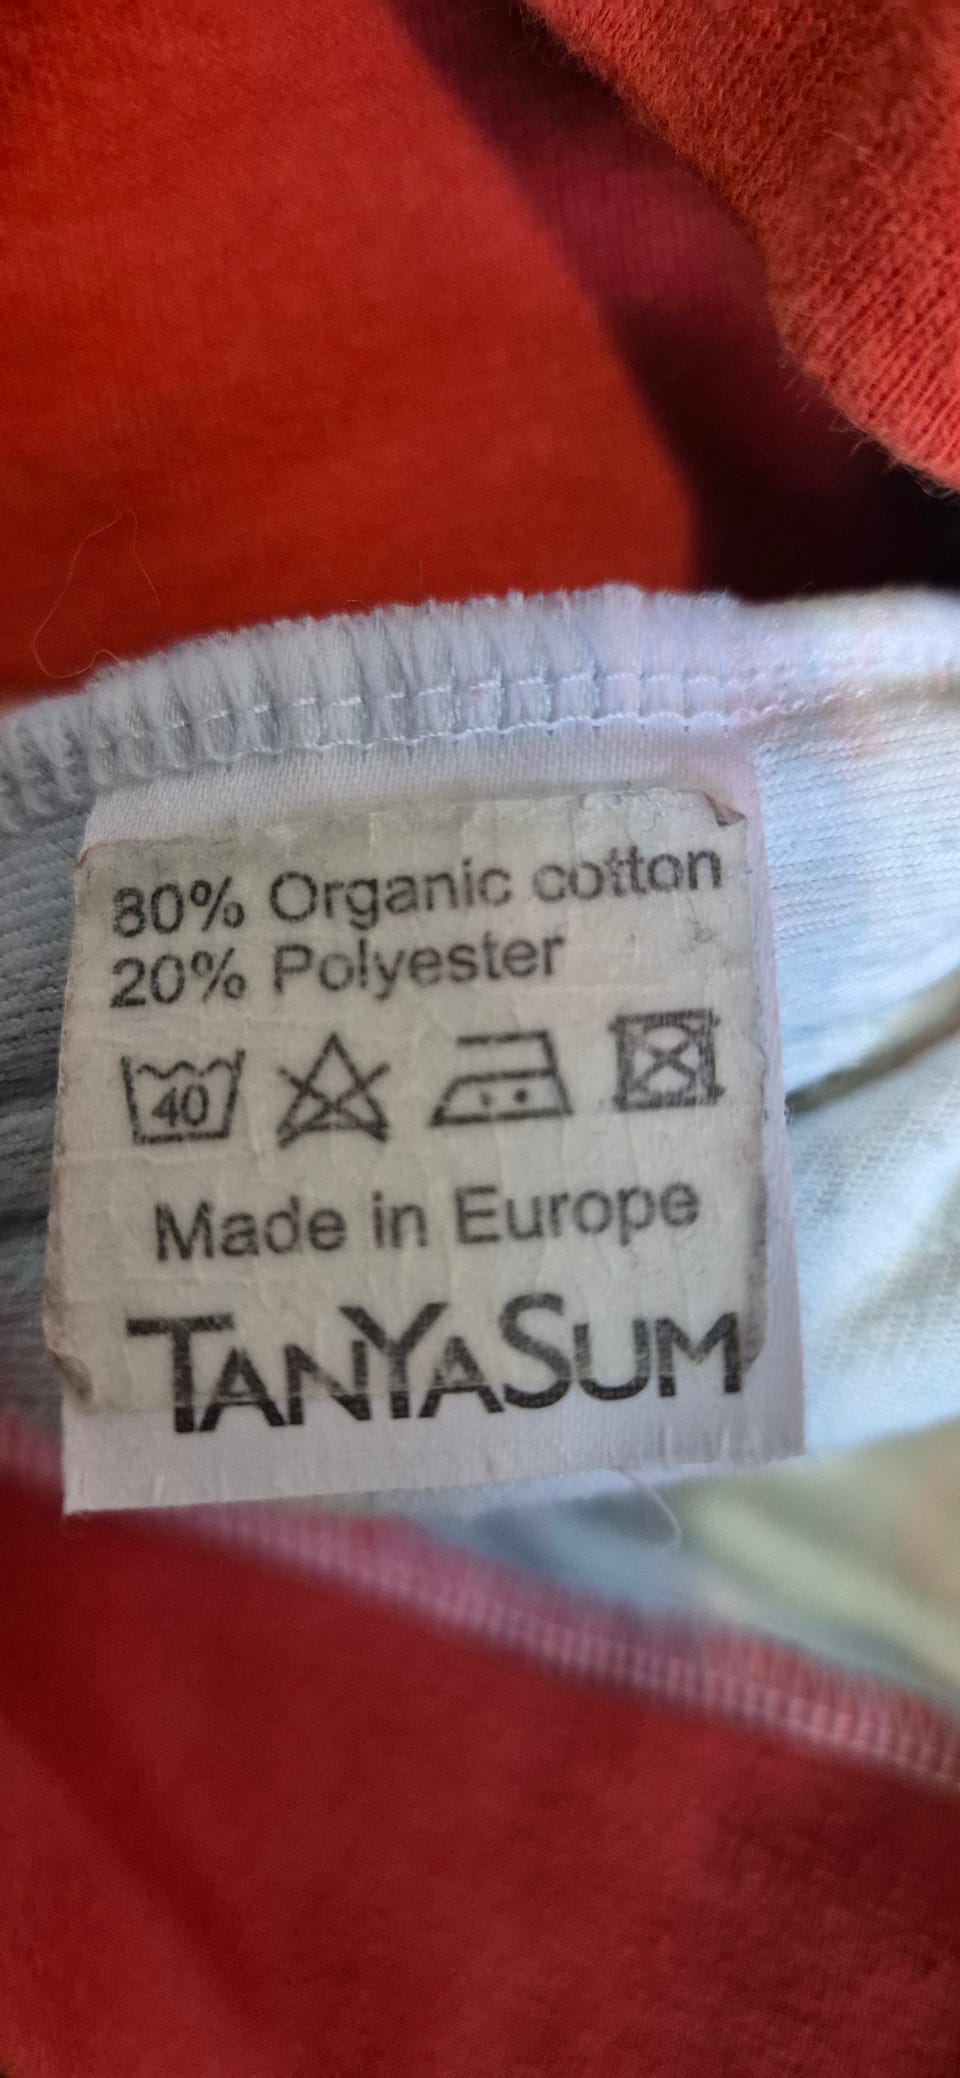 80% Organic cotton
20% Polyester
40
Made in Europe
TANYASUM